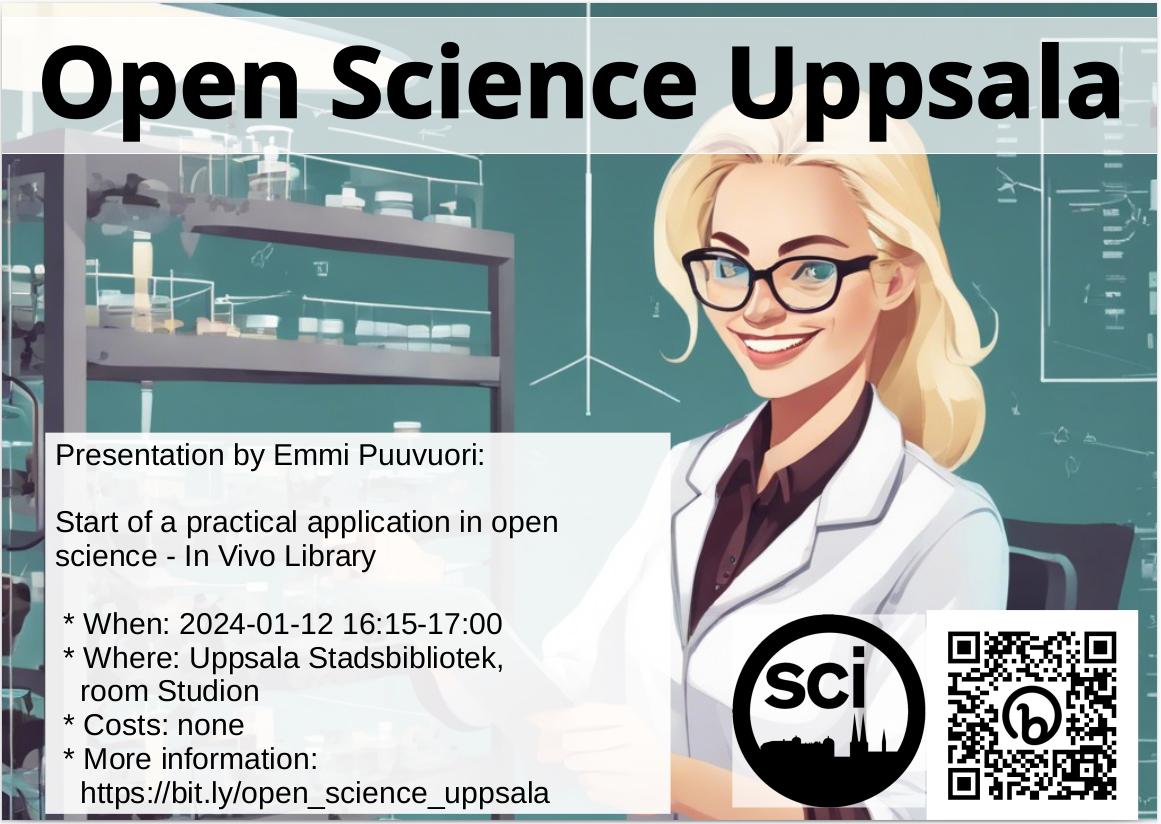 Open Science Uppsala
Presentation by Emmi Puuvuori:
Start of a practical application in open
science - In Vivo Library
* When: 2024-01-12 16:15-17:00
* Where: Uppsala Stadsbibliotek,
room Studion
* Costs: none
* More information:
https://bit.ly/open_science_uppsala
sci
b